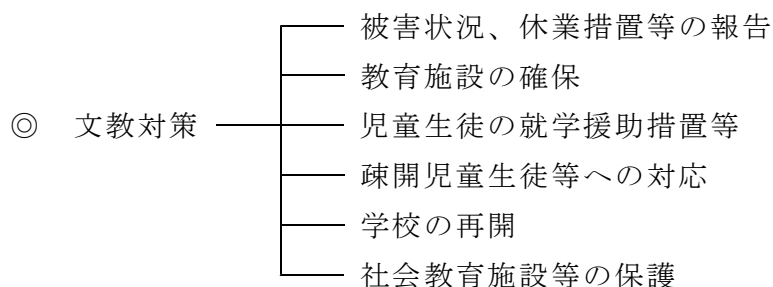 被害状況、休業措置等の報告
教育施設の確保
◎ 文教対策
児童生徒の就学援助措置等
疎開児童生徒等への対応
学校の再開
社会教育施設等の保護